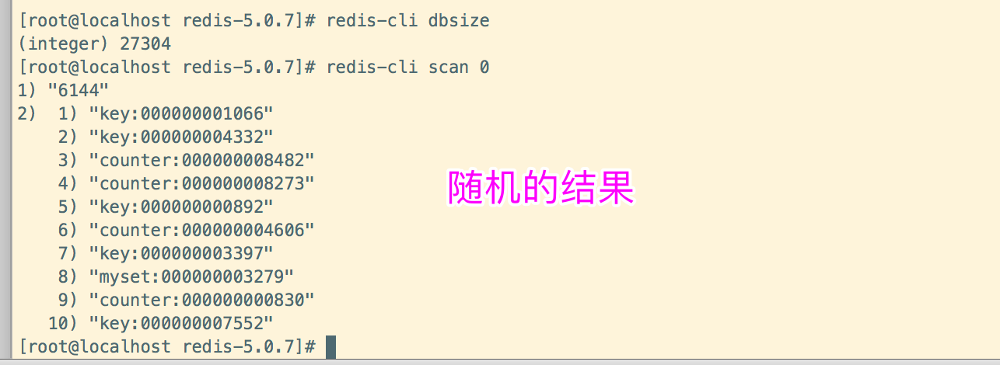 [root@localhost redis-5.0.7]# redis-cli dbsize
(integer) 27304
[root@localhost redis-5.0.7]# redis-cli scan 0
1) "6144"
2)  1) "key:000000001066"
    2) "key:000000004332"
    3) "counter:000000008482"
    4) "counter:000000008273"
    5) "key:000000000892"
    6) "counter:000000004606"
    7) "key:000000003397"
    8) "myset:000000003279"
    9) "counter:000000000830"
   10) "key:000000007552"
[root@localhost redis-5.0.7]#
随机的结果